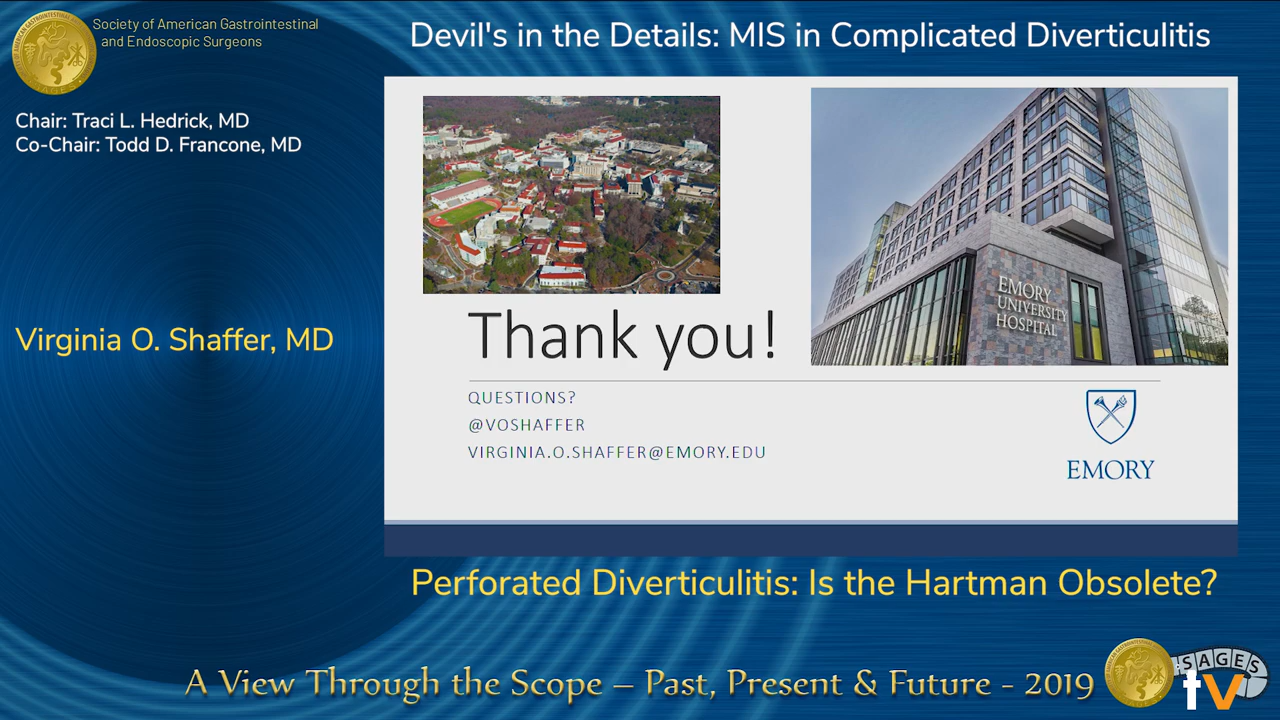 Society of American Gastrointestinal
and Endoscopic Surgeons
Devil's in the Details: MIS in Complicated Diverticulitis
Chair: Traci L. Hedrick, MD
Co-Chair: Todd D. Francone, MD
Virginia O. Shaffer, MD
EMORY
UNIVERSITY
HOSPITAL
Thank you!
QUESTIONS?
@VOSHAFFER
VIRGINIA.O.SHAFFER@EMORY.EDU
EMORY
Perforated Diverticulitis: Is the Hartman Obsolete?
A View Through the Scope – Past, Present & Future - 2019
SAGES
tv